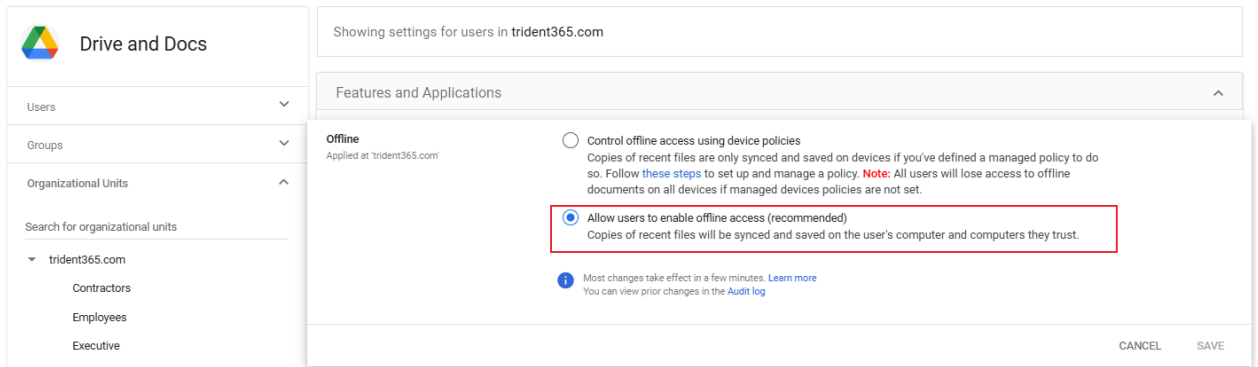 Drive and Docs
Users
Groups
Organizational Units
Search for organizational units
trident365.com
Contractors
Employees
Executive
Showing settings for users in trident365.com
Features and Applications
Offline
Applied at 'trident365.com'
Control offline access using device policies
Copies of recent files are only synced and saved on devices if you've defined a managed policy to do
so. Follow these steps to set up and manage a policy. Note: All users will lose access to offline
documents on all devices if managed devices policies are not set.
Allow users to enable offline access (recommended)
Copies of recent files will be synced and saved on the user's computer and computers they trust.
Most changes take effect in a few minutes. Learn more
You can view prior changes in the Audit log
CANCEL SAVE